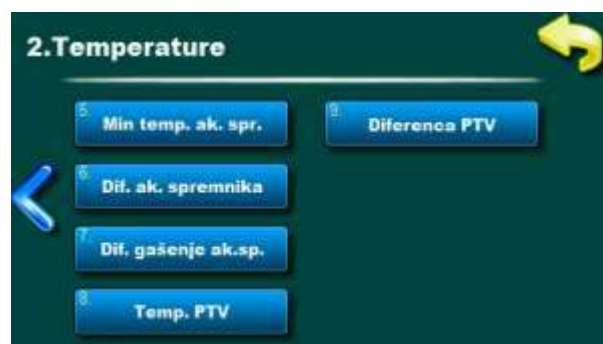 2.Temperature
5.
Min temp. ak. spr.
6.
Dif. ak. spremnika
7.
Dif. gašenje ak.sp.
8.
Temp. PTV
9.
Diferenca PTV